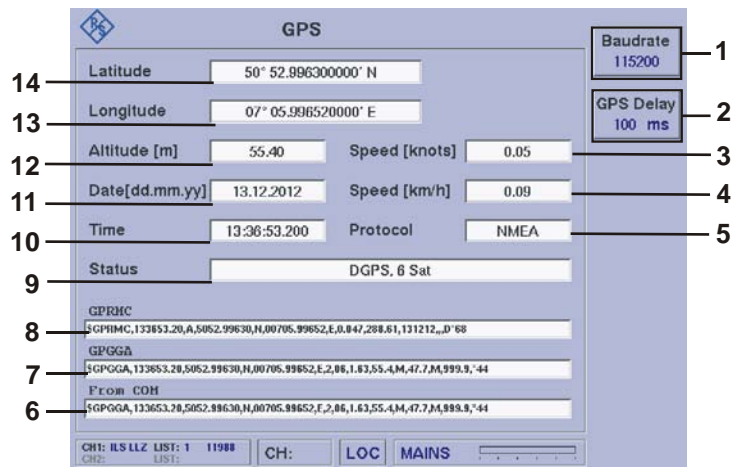 R S
GPS
Baudrate
115200
1
Latitude
50° 52.996300000' N
14
GPS Delay
100 ms
2
Longitude
07° 05.996520000' E
13
Altitude [m]
55.40
Speed [knots]
0.05
12
3
Date[dd.mm.yy]
13.12.2012
Speed [km/h]
0.09
11
4
Time
13:36:53.200
Protocol
NMEA
10
5
Status
DGPS, 6 Sat
9
GPRMC
8
$GPRMC,133653.20,A,5052.99630,N,00705.99652,E,0.047,288.61,131212,,,D*68
GPGGA
7
$GPGGA,133653.20,5052.99630,N,00705.99652,E,2,06,1.63,55.4,M,47.7,M,999.9,*44
From COM
6
$GPGGA,133653.20,5052.99630,N,00705.99652,E,2,06,1.63,55.4,M,47.7,M,999.9,*44
CH1: ILS LLZ LIST: 1 11988
CH2: LIST:
CH:
LOC
MAINS